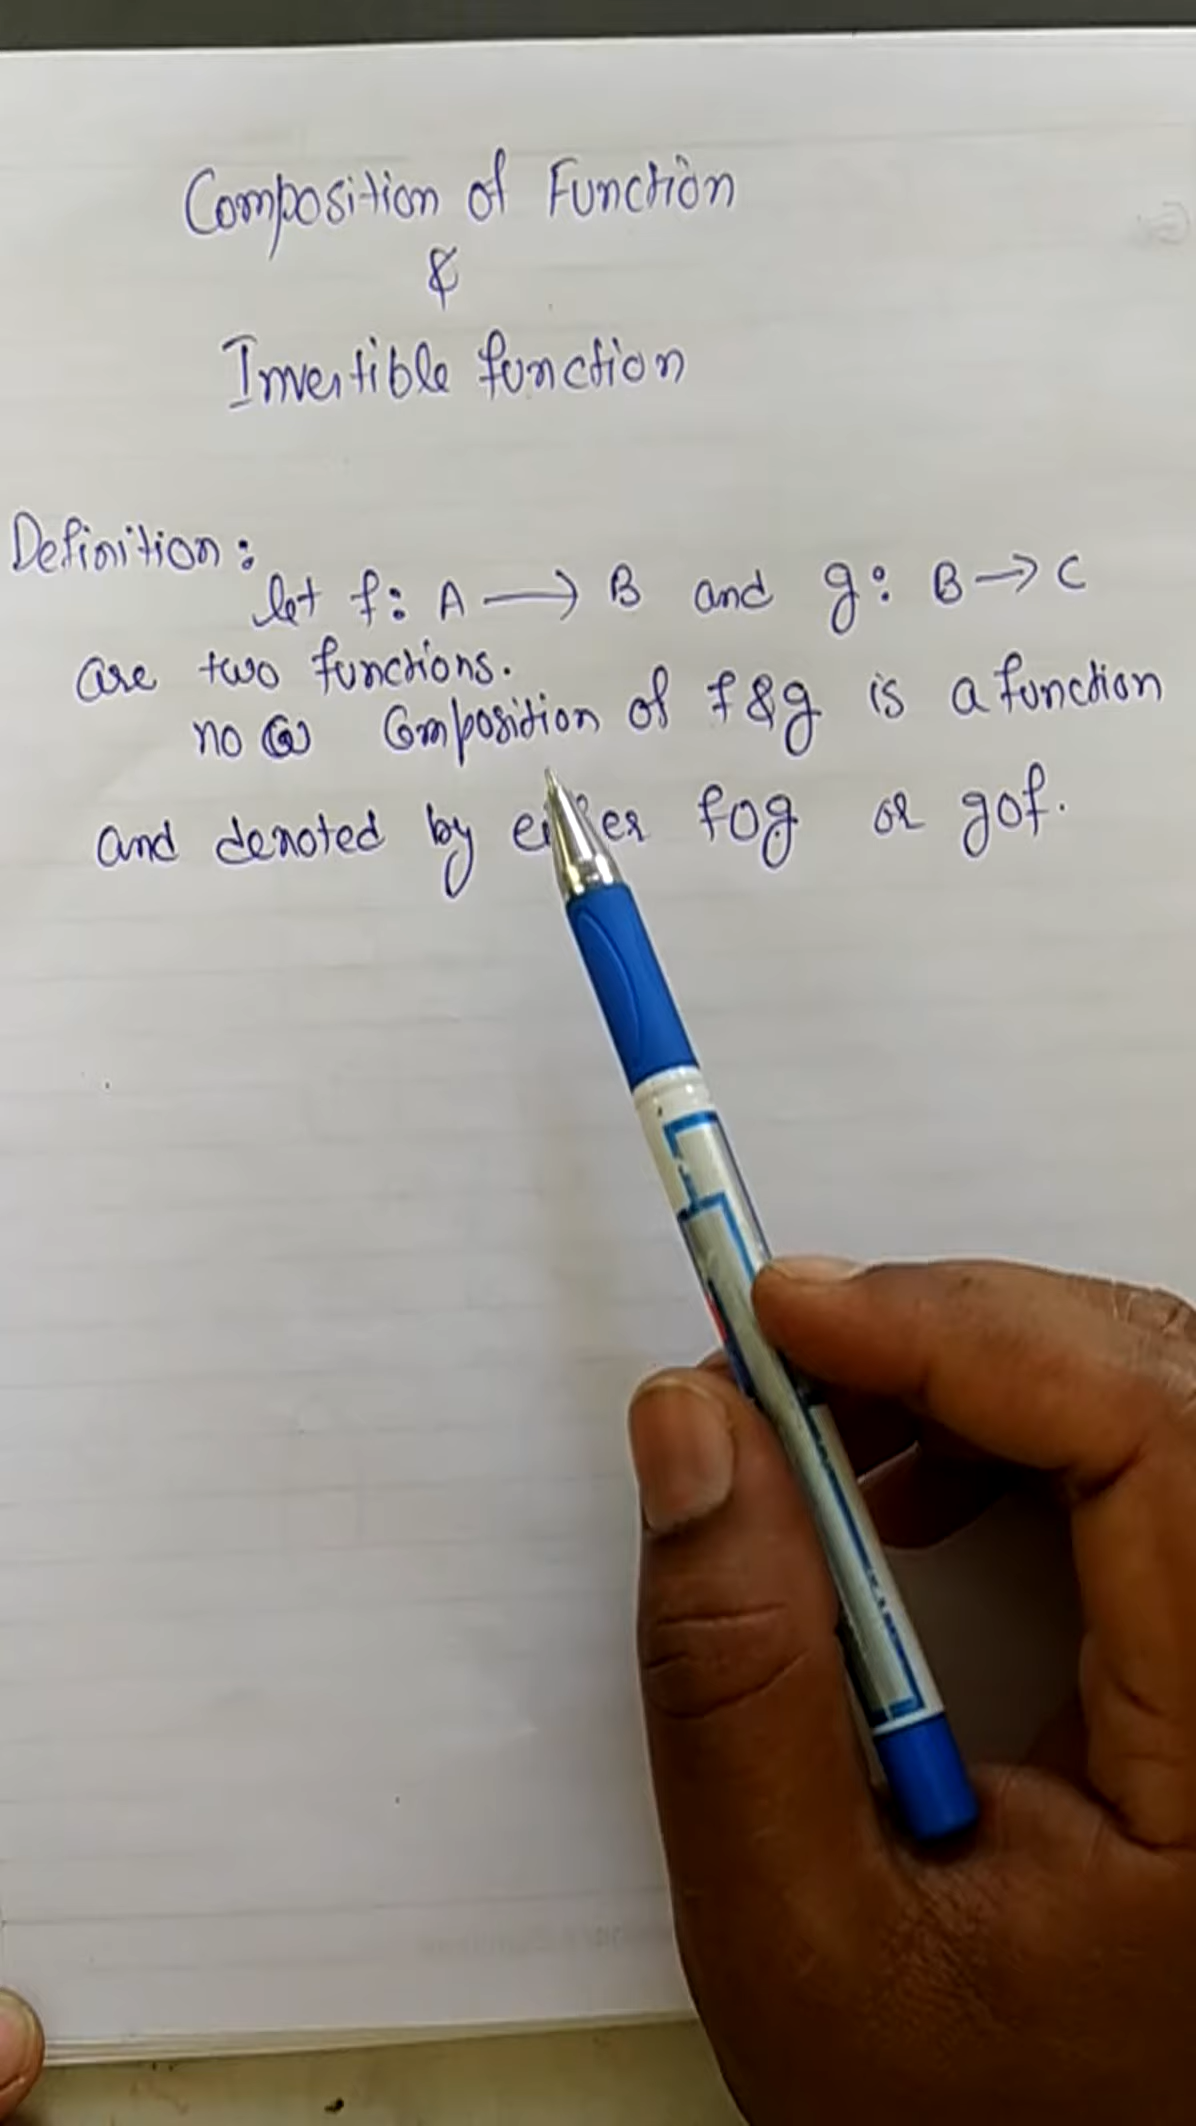 Composition of Function
&
Invertible function
Definition:
let f: A → B and g: B → C
are two functions.
now Composition of f & g is a function
and denoted by either fog or gof.